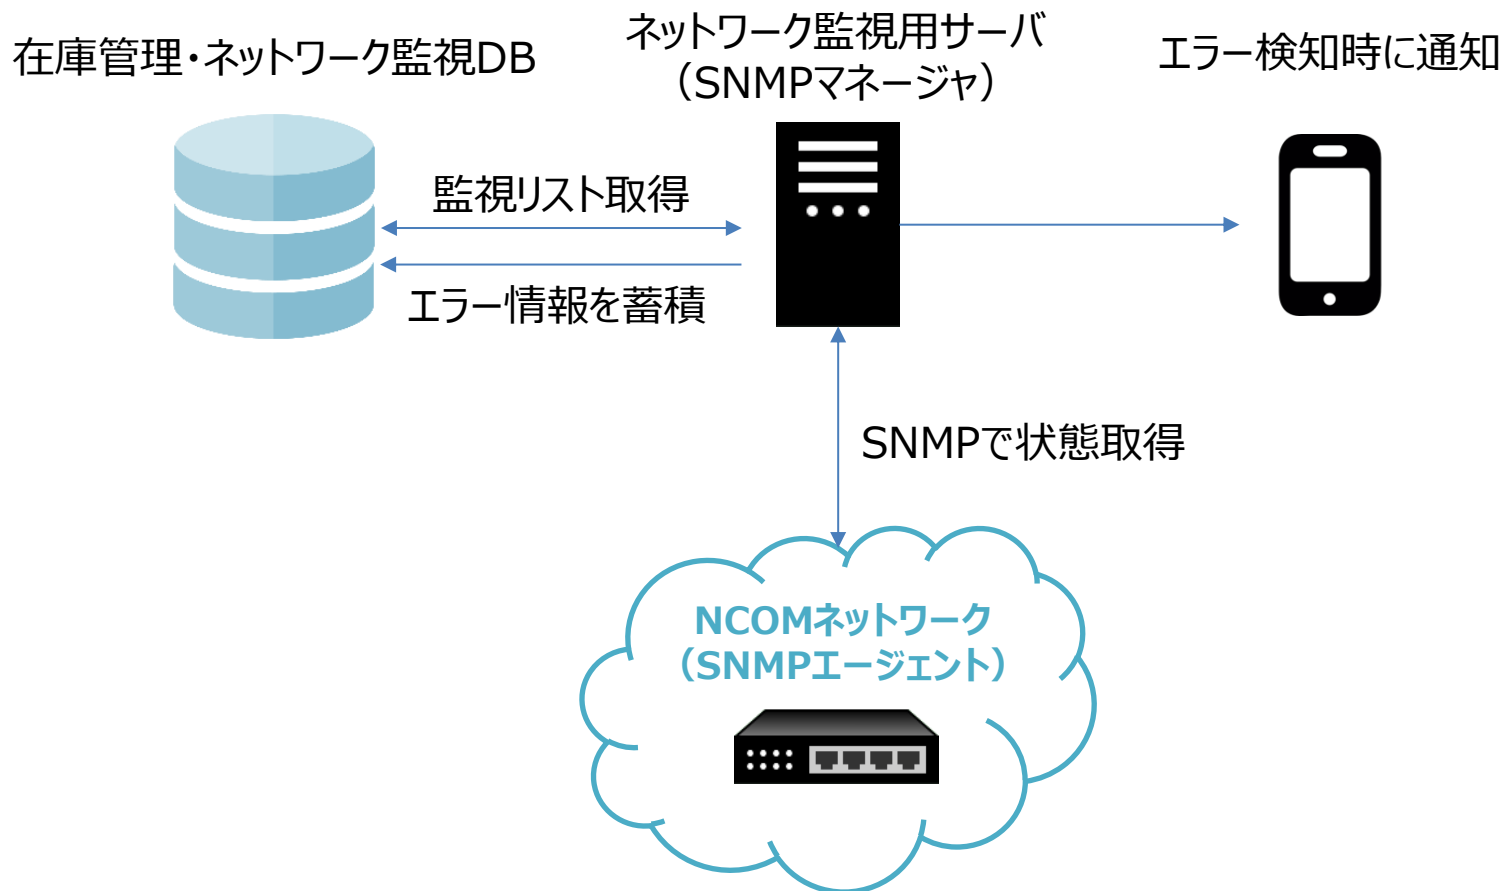 在庫管理・ネットワーク監視DB
ネットワーク監視用サーバ
（SNMPマネージャ）
エラー検知時に通知
監視リスト取得
エラー情報を蓄積
SNMPで状態取得
NCOMネットワーク
（SNMPエージェント）